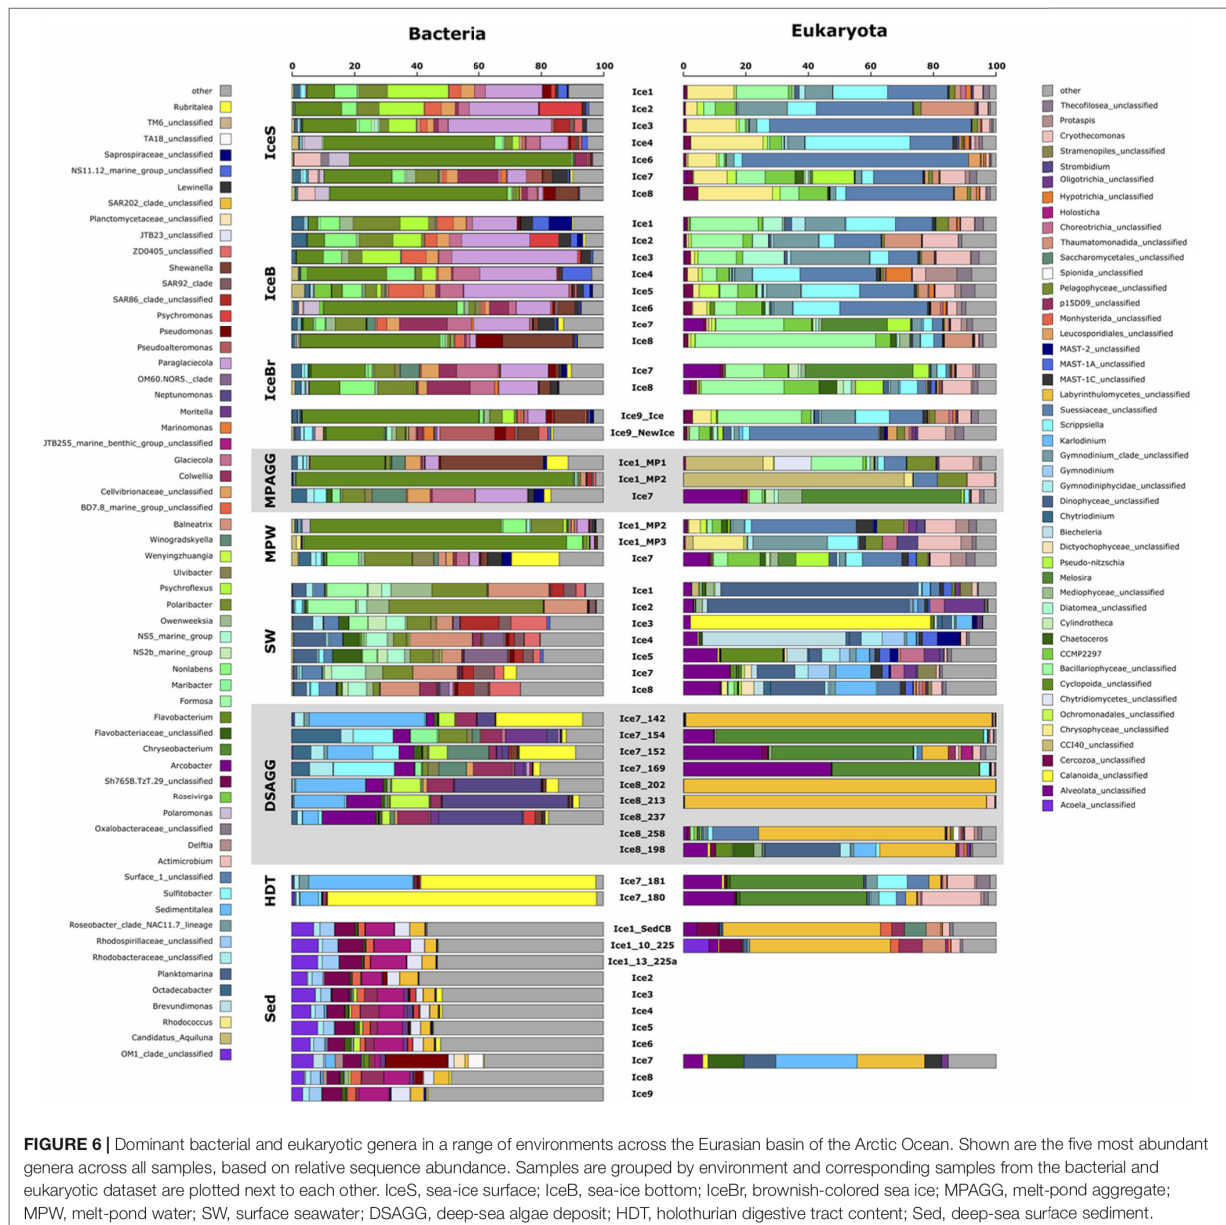 Bacteria
Eukaryota
0 20 40 60 80 100
0 20 40 60 80 100
other
Rubritalea
TM6_unclassified
TA18_unclassified
Saprospiraceae_unclassified
NS11.12_marine_group_unclassified
Lewinella
SAR202_clade_unclassified
Planctomycetaceae_unclassified
JTB23_unclassified
ZD0405_unclassified
Shewanella
SAR92_clade
SAR86_clade_unclassified
Psychromonas
Pseudomonas
Pseudoalteromonas
Paraglaciecola
OM60.NOR5._clade
Neptunomonas
Moritella
Marinomonas
JTB255_marine_benthic_group_unclassified
Glaciecola
Colwellia
Cellvibrionaceae_unclassified
BD7.8_marine_group_unclassified
Balneatrix
Winogradskyella
Wenyingzhuangia
Ulvibacter
Psychroflexus
Polaribacter
Owenweeksia
NS5_marine_group
NS2b_marine_group
Nonlabens
Maribacter
Formosa
Flavobacterium
Flavobacteriaceae_unclassified
Chryseobacterium
Arcobacter
Sh765B.TzT.29_unclassified
Roseivirga
Polaromonas
Oxalobacteraceae_unclassified
Delftia
Actimicrobium
Surface_1_unclassified
Sulfitobacter
Sedimentitalea
Roseobacter_clade_NAC11.7_lineage
Rhodospirillaceae_unclassified
Rhodobacteraceae_unclassified
Planktomarina
Octadecabacter
Brevundimonas
Rhodococcus
Candidatus_Aquiluna
OM1_clade_unclassified
IceS
IceB
IceBr
MPAGG
MPW
SW
DSAGG
HDT
Sed
Ice1
Ice2
Ice3
Ice4
Ice6
Ice7
Ice8
Ice1
Ice2
Ice3
Ice4
Ice5
Ice6
Ice7
Ice8
Ice7
Ice8
Ice9_Ice
Ice9_NewIce
Ice1_MP1
Ice1_MP2
Ice7
Ice1_MP2
Ice1_MP3
Ice7
Ice1
Ice2
Ice3
Ice4
Ice5
Ice7
Ice8
Ice7_142
Ice7_154
Ice7_152
Ice7_169
Ice8_202
Ice8_213
Ice8_237
Ice8_258
Ice8_198
Ice7_181
Ice7_180
Ice1_SedCB
Ice1_10_225
Ice1_13_225a
Ice2
Ice3
Ice4
Ice5
Ice6
Ice7
Ice8
Ice9
other
Thecofilosea_unclassified
Protaspis
Cryothecomonas
Stramenopiles_unclassified
Strombidium
Oligotrichia_unclassified
Hypotrichia_unclassified
Holosticha
Choreotrichia_unclassified
Thaumatomonadida_unclassified
Saccharomycetales_unclassified
Spionida_unclassified
Pelagophyceae_unclassified
p15D09_unclassified
Monhysterida_unclassified
Leucosporidiales_unclassified
MAST-2_unclassified
MAST-1A_unclassified
MAST-1C_unclassified
Labyrinthulomycetes_unclassified
Suessiaceae_unclassified
Scrippsiella
Karlodinium
Gymnodinium_clade_unclassified
Gymnodinium
Gymnodiniphycidae_unclassified
Dinophyceae_unclassified
Chytriodinium
Biecheleria
Dictyochophyceae_unclassified
Pseudo-nitzschia
Melosira
Mediophyceae_unclassified
Diatomea_unclassified
Cylindrotheca
Chaetoceros
CCMP2297
Bacillariophyceae_unclassified
Cyclopoida_unclassified
Chytridiomycetes_unclassified
Ochromonadales_unclassified
Chrysophyceae_unclassified
CCI40_unclassified
Cercozoa_unclassified
Calanoida_unclassified
Alveolata_unclassified
Acoela_unclassified
FIGURE 6 | Dominant bacterial and eukaryotic genera in a range of environments across the Eurasian basin of the Arctic Ocean. Shown are the five most abundant
genera across all samples, based on relative sequence abundance. Samples are grouped by environment and corresponding samples from the bacterial and
eukaryotic dataset are plotted next to each other. IceS, sea-ice surface; IceB, sea-ice bottom; IceBr, brownish-colored sea ice; MPAGG, melt-pond aggregate;
MPW, melt-pond water; SW, surface seawater; DSAGG, deep-sea algae deposit; HDT, holothurian digestive tract content; Sed, deep-sea surface sediment.